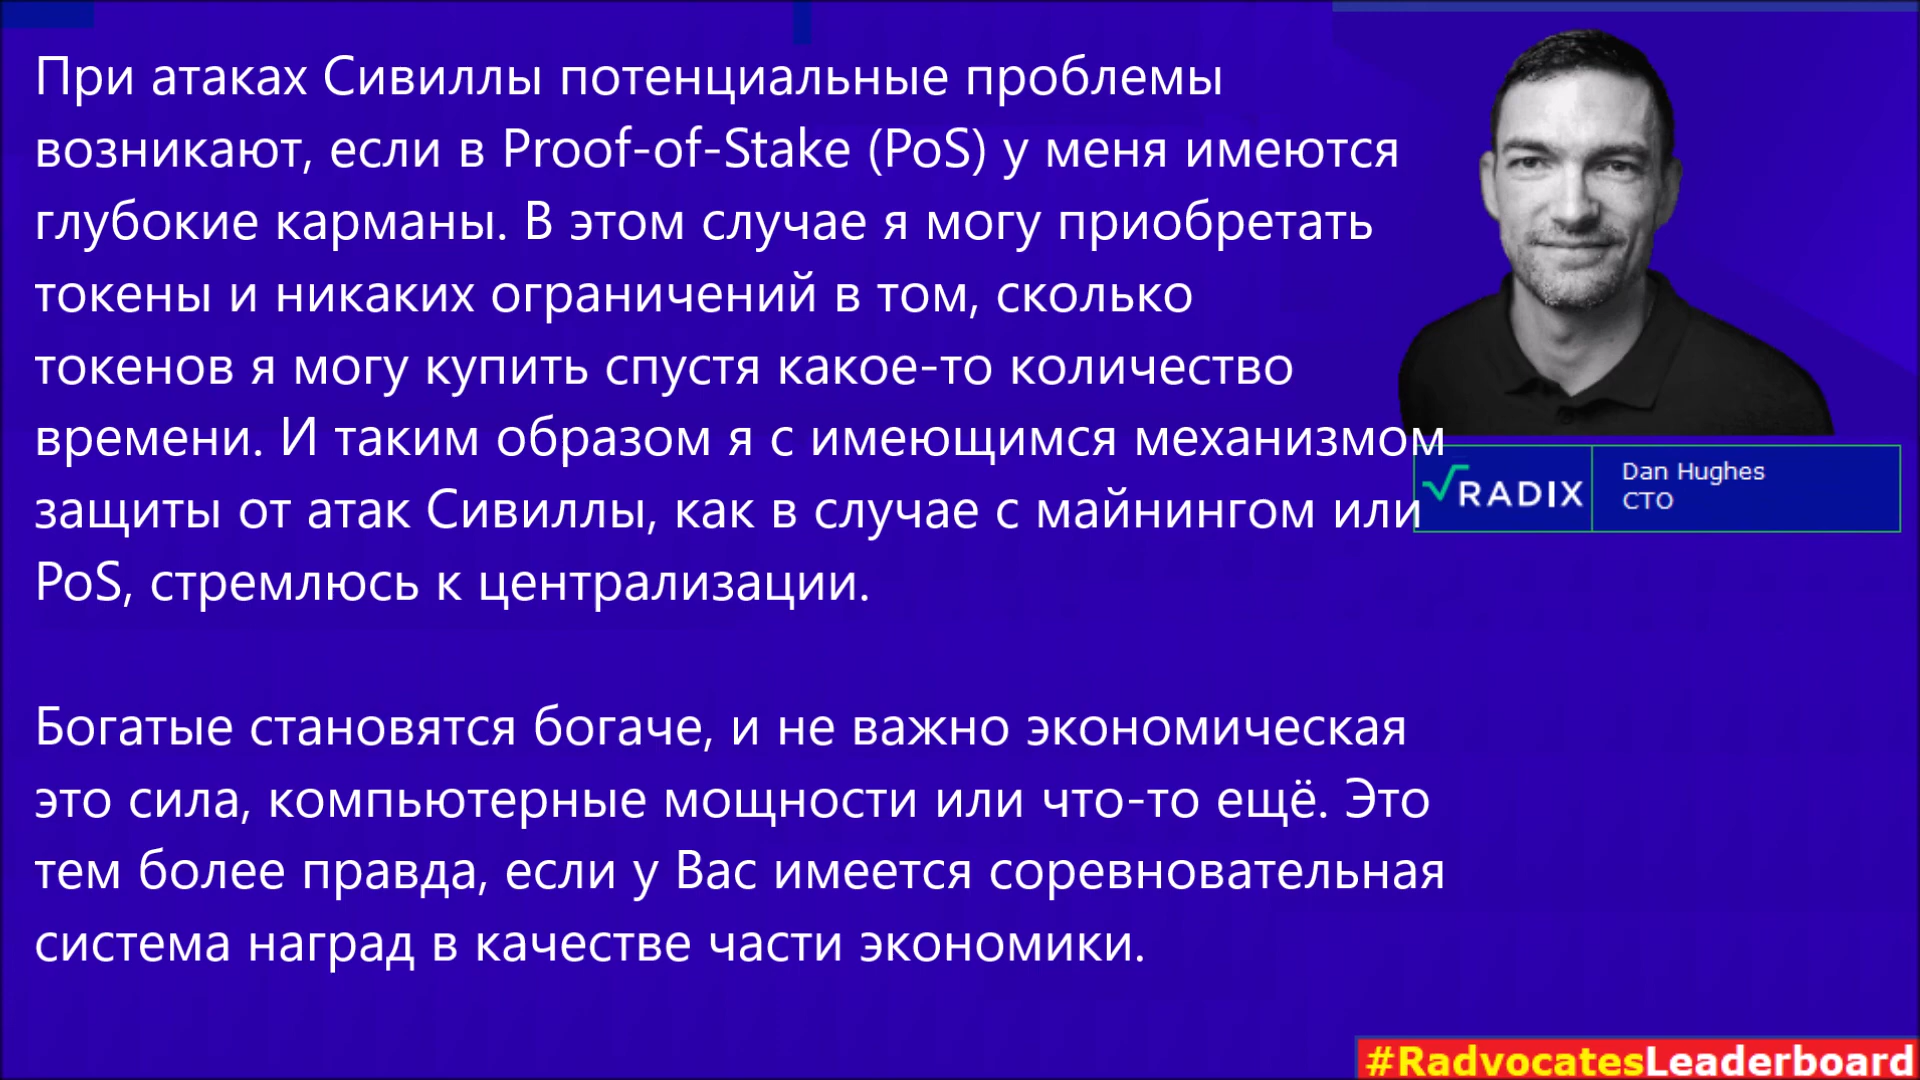 При атаках Сивиллы потенциальные проблемы
возникают, если в Proof-of-Stake (PoS) у меня имеются
глубокие карманы. В этом случае я могу приобретать
токены и никаких ограничений в том, сколько
токенов я могу купить спустя какое-то количество
времени. И таким образом я с имеющимся механизмом
защиты от атак Сивиллы, как в случае с майнингом или
PoS, стремлюсь к централизации.
Богатые становятся богаче, и не важно экономическая
это сила, компьютерные мощности или что-то ещё. Это
тем более правда, если у Вас имеется соревновательная
система наград в качестве части экономики.
RADIX
Dan Hughes
CTO
#RadvocatesLeaderboard